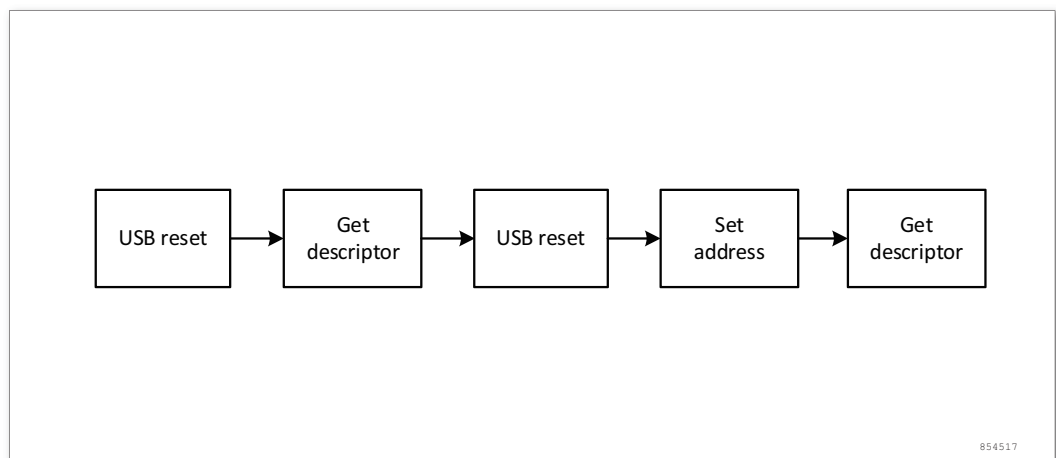 USB reset
Get
descriptor
USB reset
Set
address
Get
descriptor
854517